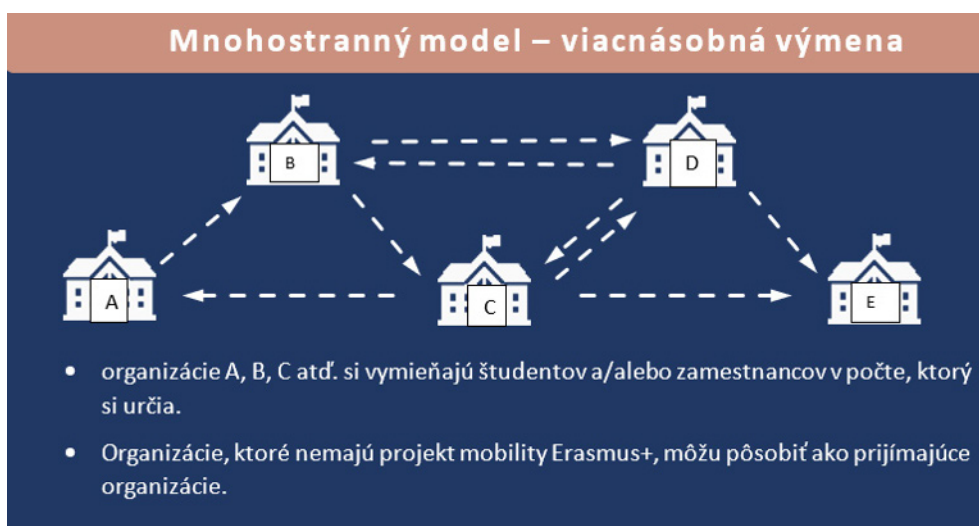 Mnohostranný model – viacnásobná výmena
B
D
A
C
E
• organizácie A, B, C atď. si vymieňajú študentov a/alebo zamestnancov v počte, ktorý
si určia.
• Organizácie, ktoré nemajú projekt mobility Erasmus+, môžu pôsobiť ako prijímajúce
organizácie.